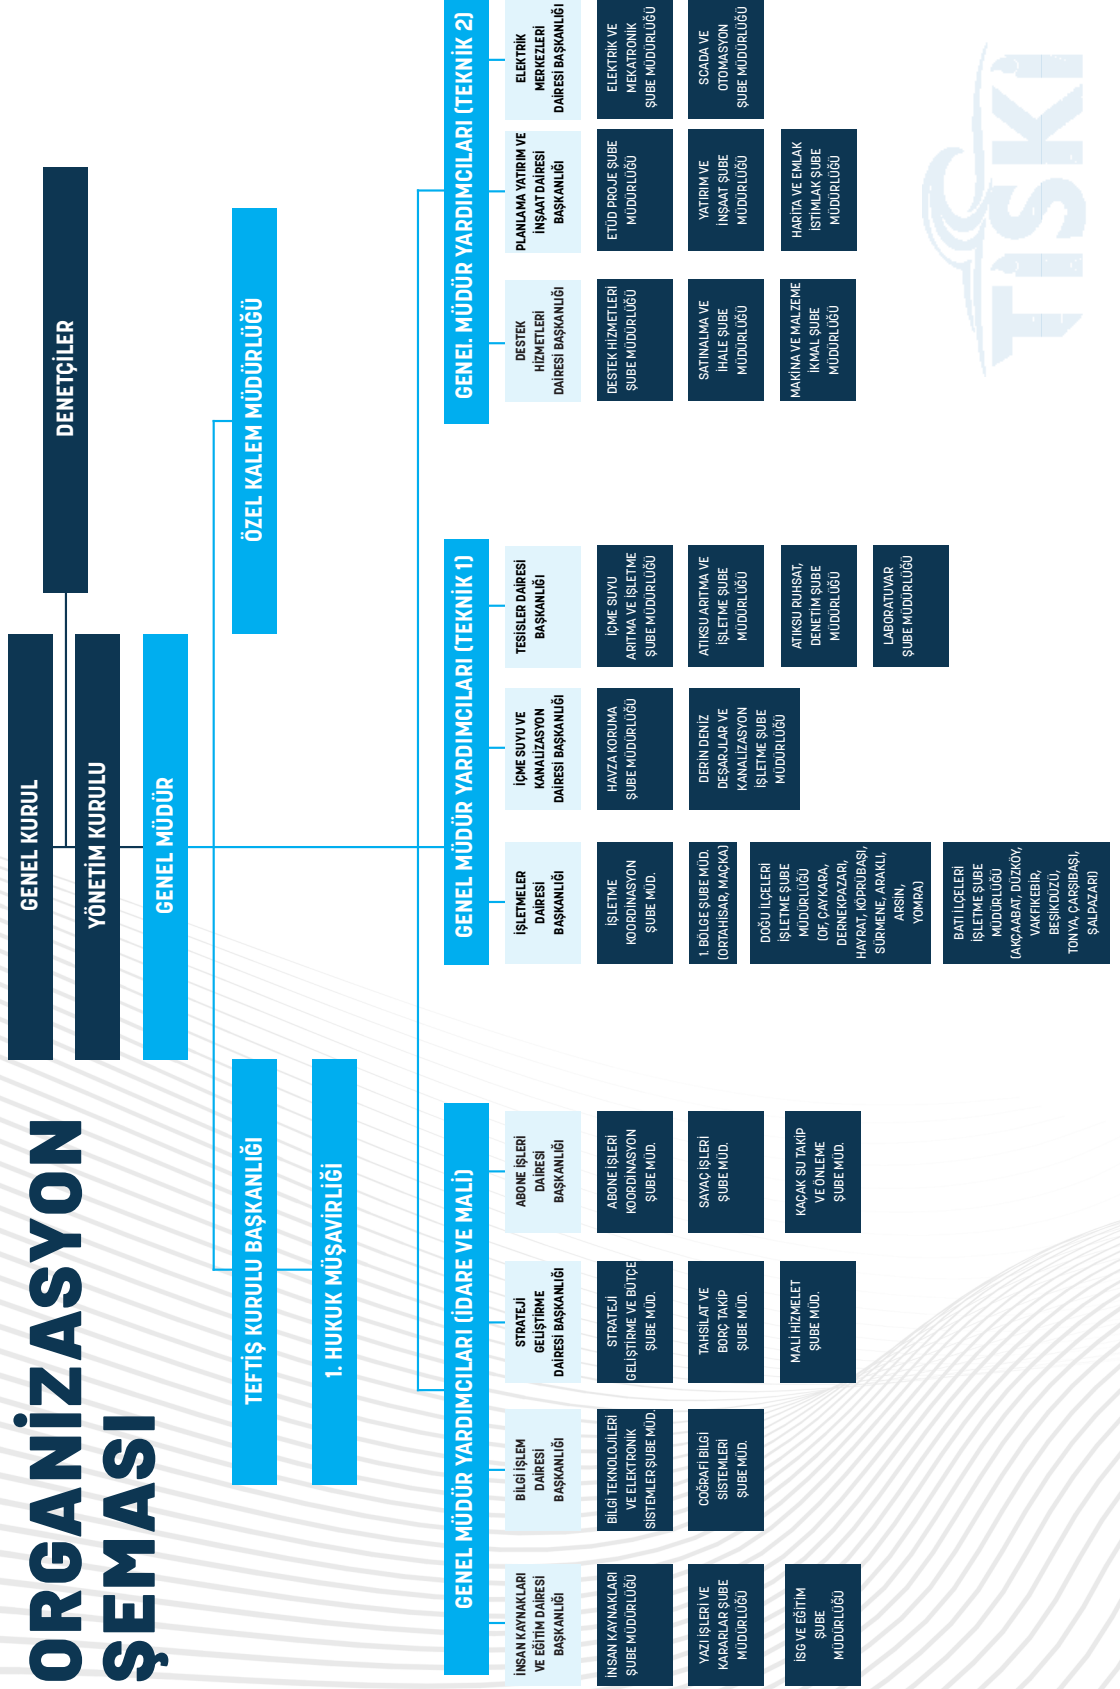 ORGANİZASYON
ŞEMASI
GENEL KURUL
DENETÇİLER
YÖNETİM KURULU
GENEL MÜDÜR
TEFTİŞ KURULU BAŞKANLIĞI
ÖZEL KALEM MÜDÜRLÜĞÜ
1. HUKUK MÜŞAVİRLİĞİ
GENEL MÜDÜR YARDIMCILARI (İDARE VE MALİ)
İNSAN KAYNAKLARI
VE EĞİTİM DAİRESİ
BAŞKANLIĞI
İNSAN KAYNAKLARI
ŞUBE MÜDÜRLÜĞÜ
YAZI İŞLERİ VE
KARARLAR ŞUBE
MÜDÜRLÜĞÜ
İSG VE EĞİTİM
ŞUBE
MÜDÜRLÜĞÜ
BİLGİ İŞLEM
DAİRESİ
BAŞKANLIĞI
BİLGİ TEKNOLOJİLERİ
VE ELEKTRONİK
SİSTEMLER ŞUBE MÜD.
COĞRAFİ BİLGİ
SİSTEMLERİ
ŞUBE MÜD.
STRATEJİ
GELİŞTİRME
DAİRESİ BAŞKANLIĞI
STRATEJİ
GELİŞTİRME VE BÜTÇE
ŞUBE MÜD.
TAHSİLAT VE
BORÇ TAKİP
ŞUBE MÜD.
MALİ HİZMELET
ŞUBE MÜD.
ABONE İŞLERİ
DAİRESİ
BAŞKANLIĞI
ABONE İŞLERİ
KOORDİNASYON
ŞUBE MÜD.
SAYAÇ İŞLERİ
ŞUBE MÜD.
KAÇAK SU TAKİP
VE ÖNLEME
ŞUBE MÜD.
GENEL MÜDÜR YARDIMCILARI (TEKNİK 1)
İŞLETMELER
DAİRESİ
BAŞKANLIĞI
İŞLETME
KOORDİNASYON
ŞUBE MÜD.
1. BÖLGE ŞUBE MÜD.
(ORTAHİSAR, MAÇKA)
DOĞU İLÇELERİ
İŞLETME ŞUBE
MÜDÜRLÜĞÜ
(OF, ÇAYKARA,
DERNEKPAZARI,
HAYRAT, KÖPRÜBAŞI,
SÜRMENE, ARAKLI,
ARSİN,
YOMRA)
BATI İLÇELERİ
İŞLETME ŞUBE
MÜDÜRLÜĞÜ
(AKÇAABAT, DÜZKÖY,
VAKFIKEBİR,
BEŞİKDÜZÜ,
TONYA, ÇARŞIBAŞI,
ŞALPAZARI)
İÇME SUYU VE
KANALİZASYON
DAİRESİ BAŞKANLIĞI
HAVZA KORUMA
ŞUBE MÜDÜRLÜĞÜ
DERİN DENİZ
DEŞARJLAR VE
KANALİZASYON
İŞLETME ŞUBE
MÜDÜRLÜĞÜ
TESİSLER DAİRESİ
BAŞKANLIĞI
İÇME SUYU
ARITMA VE İŞLETME
ŞUBE MÜDÜRLÜĞÜ
ATIKSU ARITMA VE
İŞLETME ŞUBE
MÜDÜRLÜĞÜ
ATIKSU RUHSAT,
DENETİM ŞUBE
MÜDÜRLÜĞÜ
LABORATUVAR
ŞUBE MÜDÜRLÜĞÜ
GENEl. MÜDÜR YARDIMCILARI (TEKNİK 2)
DESTEK
HİZMETLERİ
DAİRESİ BAŞKANLIĞI
DESTEK HİZMETLERİ
ŞUBE MÜDÜRLÜĞÜ
SATINALMA VE
İHALE ŞUBE
MÜDÜRLÜĞÜ
MAKİNA VE MALZEME
İKMAL ŞUBE
MÜDÜRLÜĞÜ
PLANLAMA YATIRIM VE
İNŞAAT DAİRESİ
BAŞKANLIĞI
ETÜD PROJE ŞUBE
MÜDÜRLÜĞÜ
YATIRIM VE
İNŞAAT ŞUBE
MÜDÜRLÜĞÜ
HARİTA VE EMLAK
İSTİMLAK ŞUBE
MÜDÜRLÜĞÜ
ELEKTRİK
MERKEZLERİ
DAİRESİ BAŞKANLIĞI
ELEKTRİK VE
MEKATRONİK
ŞUBE MÜDÜRLÜĞÜ
SCADA VE
OTOMASYON
ŞUBE MÜDÜRLÜĞÜ
TİSKİ